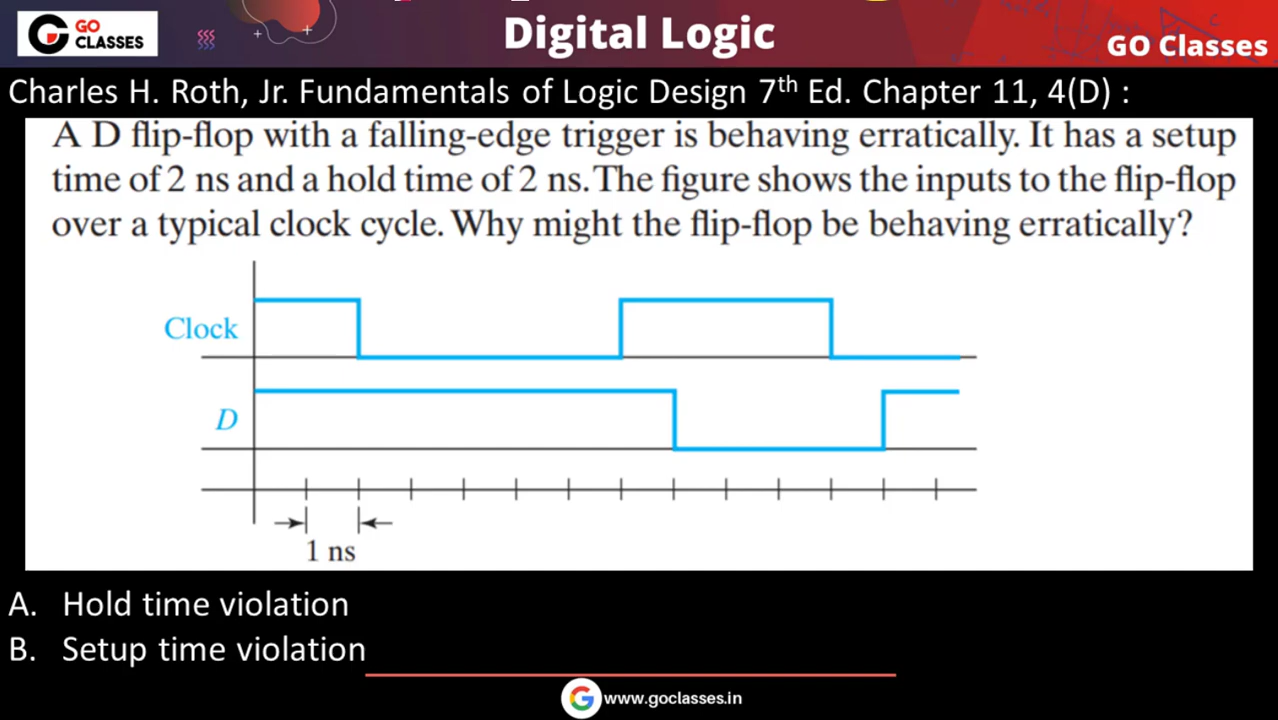 GO
CLASSES
Digital Logic
GO Classes
Charles H. Roth, Jr. Fundamentals of Logic Design 7th Ed. Chapter 11, 4(D) :
A D flip-flop with a falling-edge trigger is behaving erratically. It has a setup
time of 2 ns and a hold time of 2 ns. The figure shows the inputs to the flip-flop
over a typical clock cycle. Why might the flip-flop be behaving erratically?
Clock
D
1 ns
A. Hold time violation
B. Setup time violation
www.goclasses.in